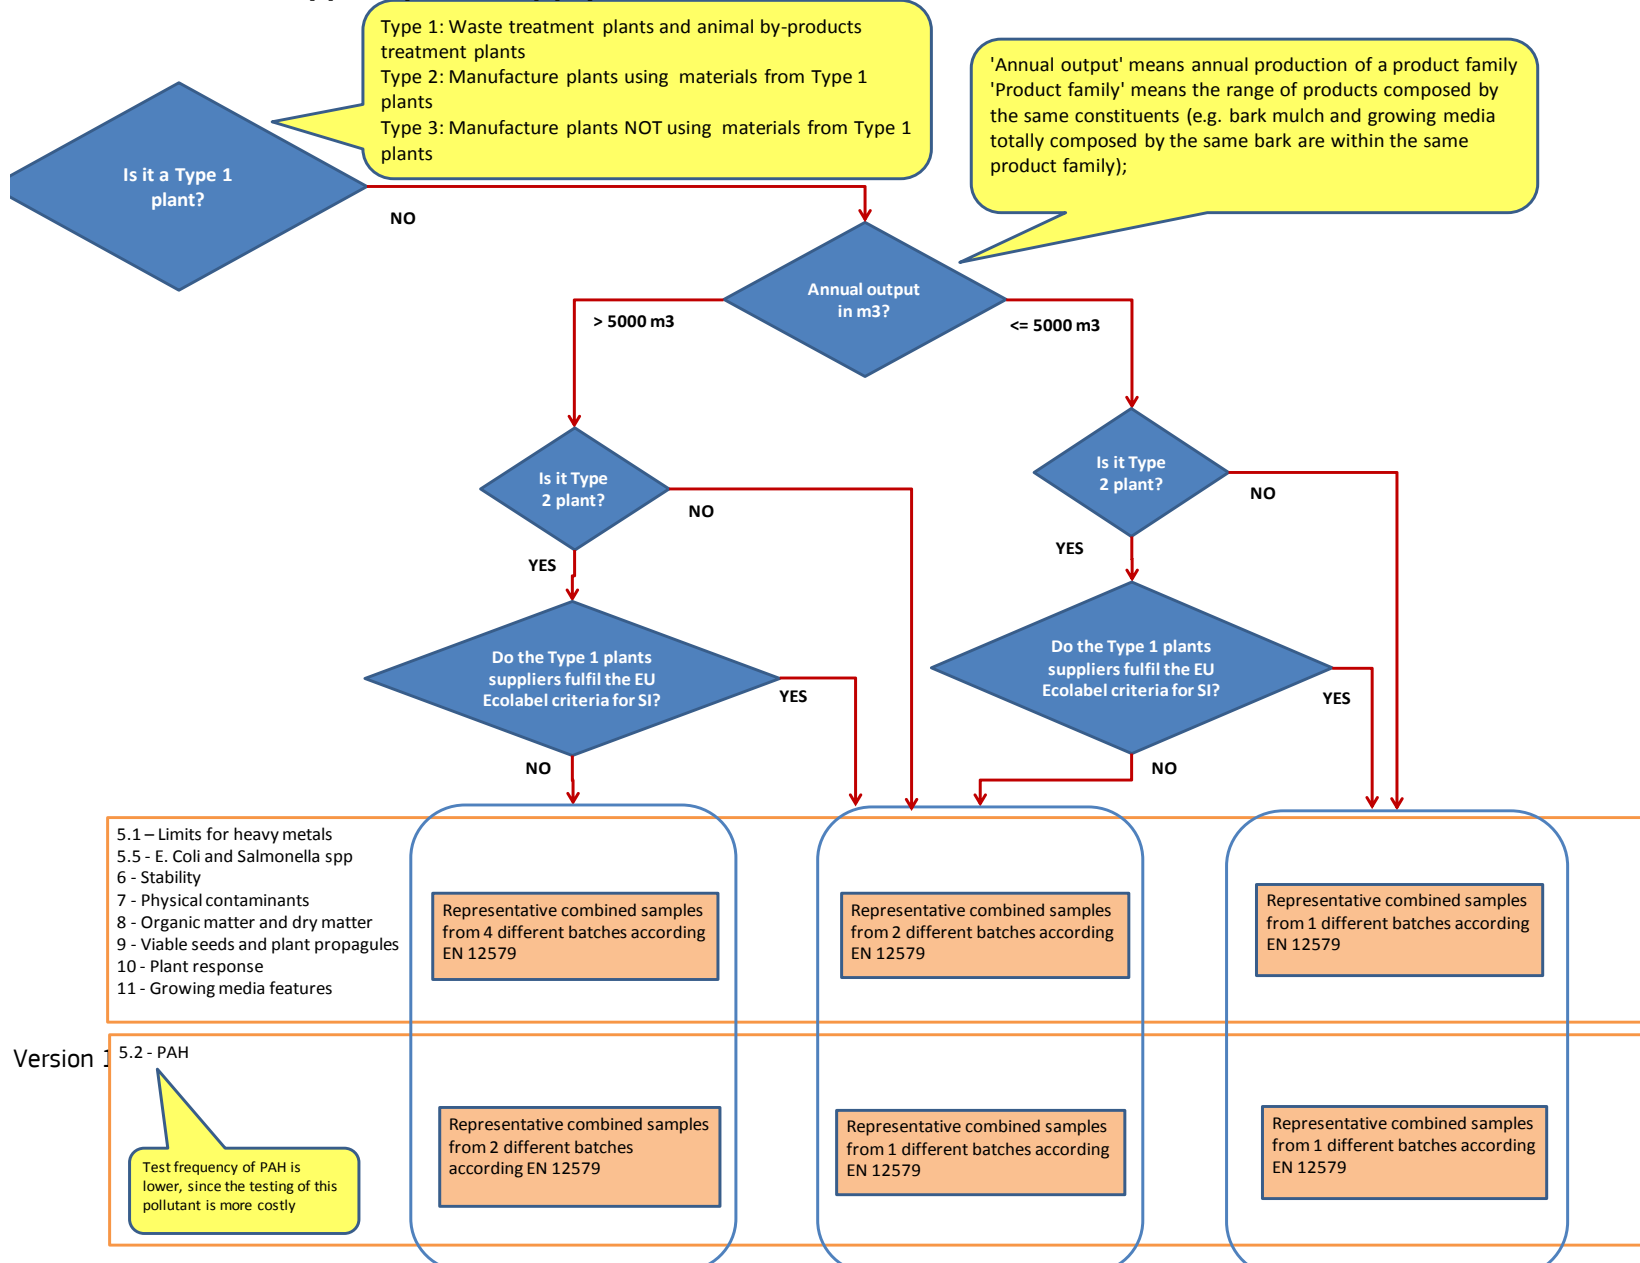 Type 1: Waste treatment plants and animal by-products
treatment plants
Type 2: Manufacture plants using materials from Type 1
plants
Type 3: Manufacture plants NOT using materials from Type 1
plants
'Annual output' means annual production of a product family
'Product family' means the range of products composed by
the same constituents (e.g. bark mulch and growing media
totally composed by the same bark are within the same
product family);
Is it a Type 1
plant?
NO
Annual output
in m3?
> 5000 m3
<= 5000 m3
Is it Type
2 plant?
NO
YES
Is it Type
2 plant?
NO
YES
Do the Type 1 plants
suppliers fulfil the EU
Ecolabel criteria for SI?
YES
NO
Do the Type 1 plants
suppliers fulfil the EU
Ecolabel criteria for SI?
YES
NO
5.1 – Limits for heavy metals
5.5 - E. Coli and Salmonella spp
6 - Stability
7 - Physical contaminants
8 - Organic matter and dry matter
9 - Viable seeds and plant propagules
10 - Plant response
11 - Growing media features
Representative combined samples
from 4 different batches according
EN 12579
Representative combined samples
from 2 different batches according
EN 12579
Representative combined samples
from 1 different batches according
EN 12579
Version
5.2 - PAH
Test frequency of PAH is
lower, since the testing of this
pollutant is more costly
Representative combined samples
from 2 different batches
according EN 12579
Representative combined samples
from 1 different batches according
EN 12579
Representative combined samples
from 1 different batches according
EN 12579